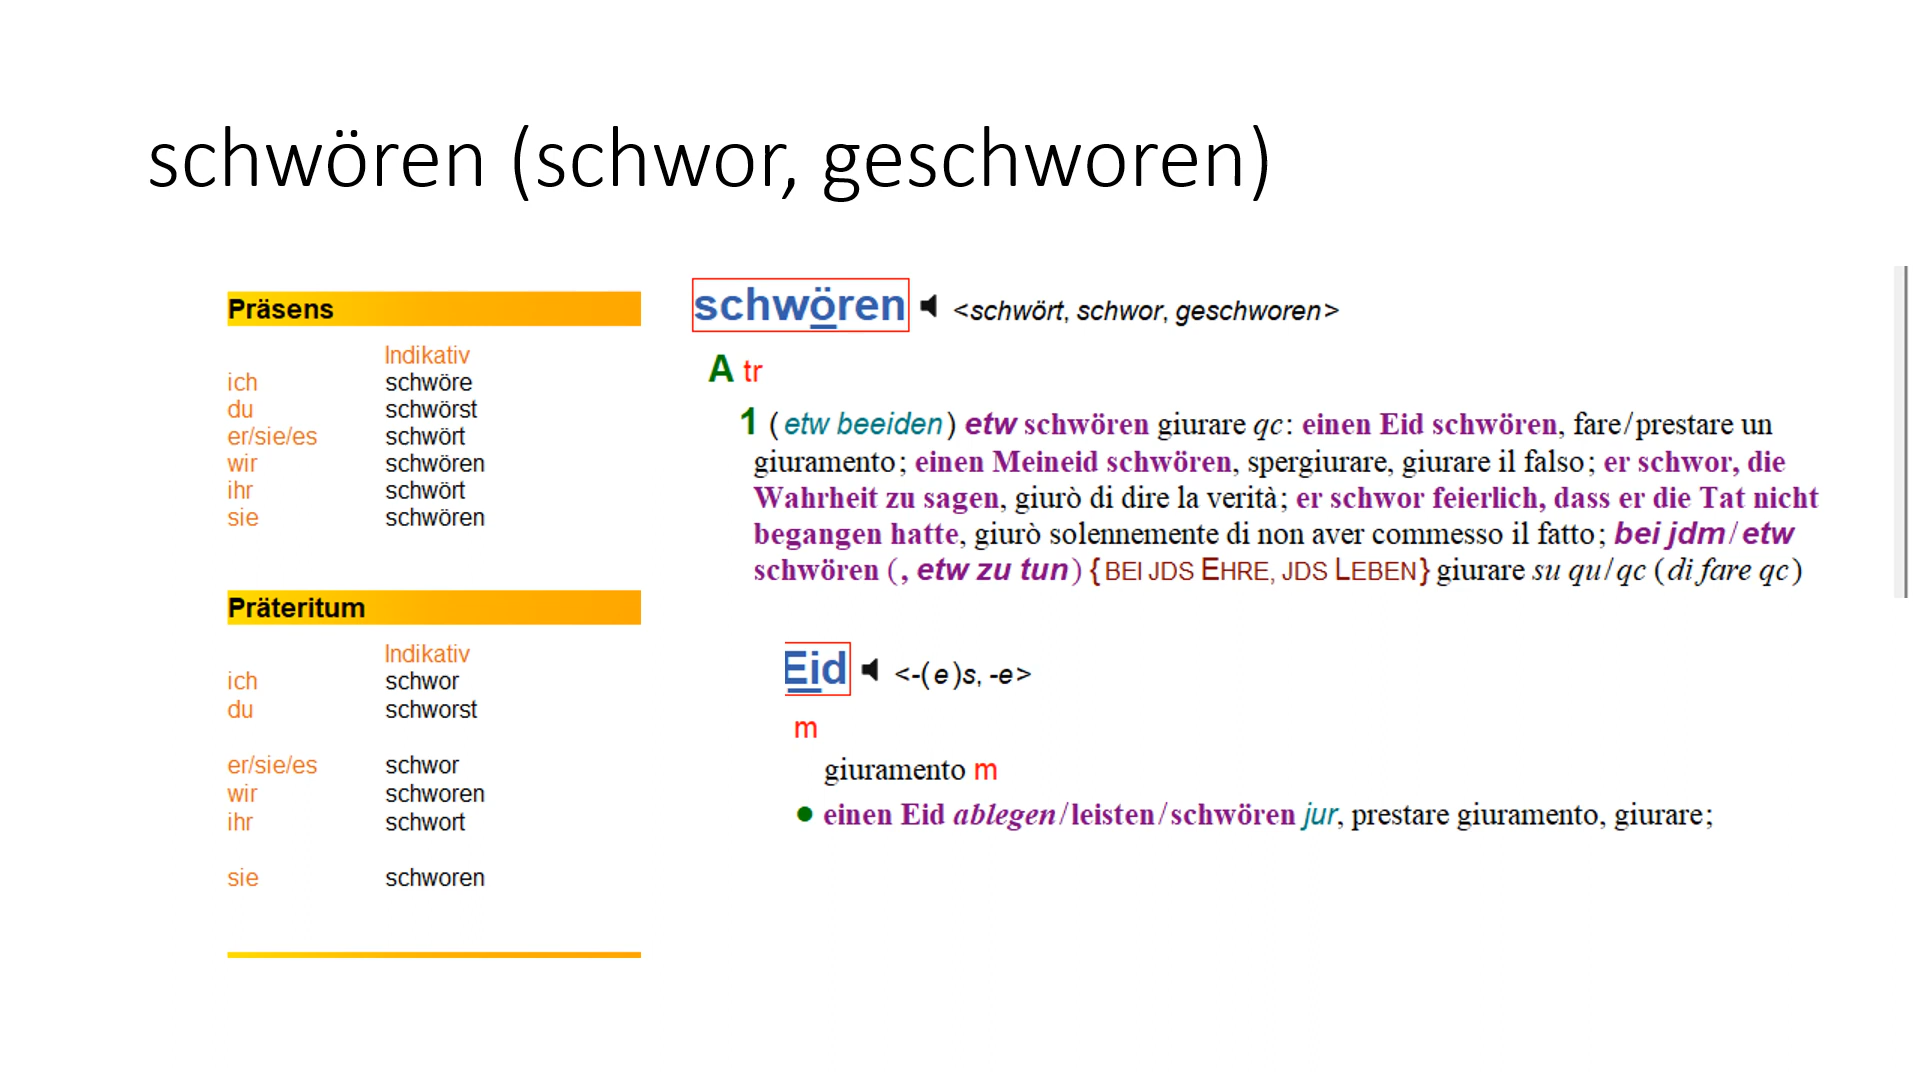 schwören (schwor, geschworen)
Präsens
Indikativ
ich schwöre
du schwörst
er/sie/es schwört
wir schwören
ihr schwört
sie schwören
Präteritum
Indikativ
ich schwor
du schworst
er/sie/es schwor
wir schworen
ihr schwort
sie schworen
schwören <schwört, schwor, geschworen>
A tr
1 (etw beeiden) etw schwören giurare qc: einen Eid schwören, fare/prestare un
giuramento; einen Meineid schwören, spergiurare, giurare il falso; er schwor, die
Wahrheit zu sagen, giurò di dire la verità; er schwor feierlich, dass er die Tat nicht
begangen hatte, giurò solennemente di non aver commesso il fatto; bei jdm/etw
schwören (, etw zu tun) {BEI JDS EHRE, JDS LEBEN} giurare su qu/qc (di fare qc)
Eid <-(e)s, -e>
m
giuramento m
● einen Eid ablegen/leisten/schwören jur, prestare giuramento, giurare;